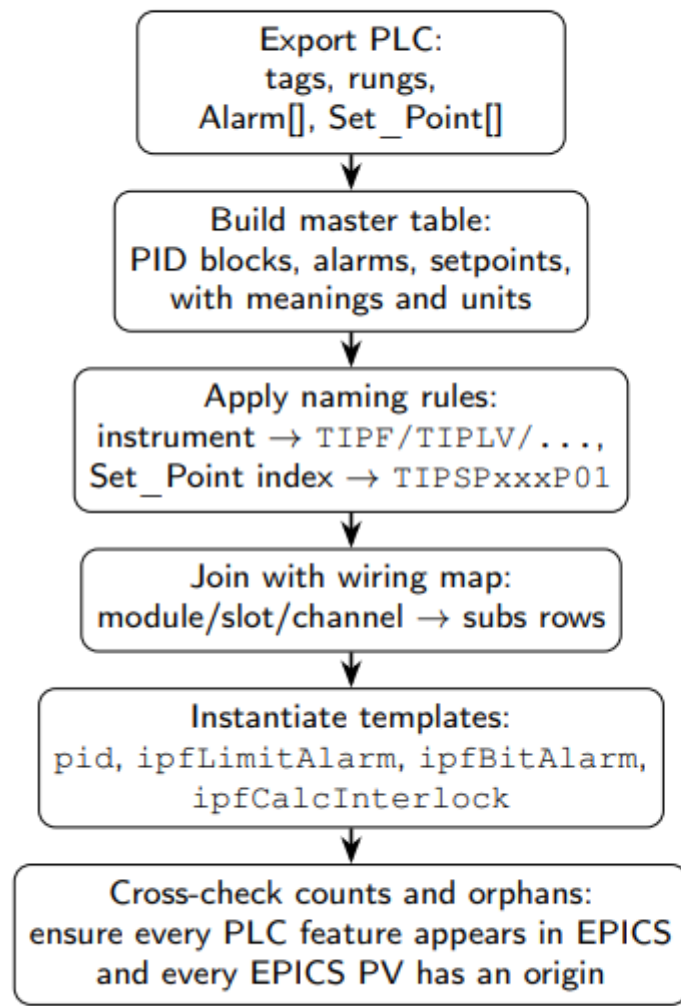 Export PLC:
tags, rungs,
Alarm[], Set_Point[]
Build master table:
PID blocks, alarms, setpoints,
with meanings and units
Apply naming rules:
instrument → TIPF/TIPLV/...,
Set_Point index → TIPSPxxxP01
Join with wiring map:
module/slot/channel → subs rows
Instantiate templates:
pid, ipfLimitAlarm, ipfBitAlarm,
ipfCalcInterlock
Cross-check counts and orphans:
ensure every PLC feature appears in EPICS
and every EPICS PV has an origin